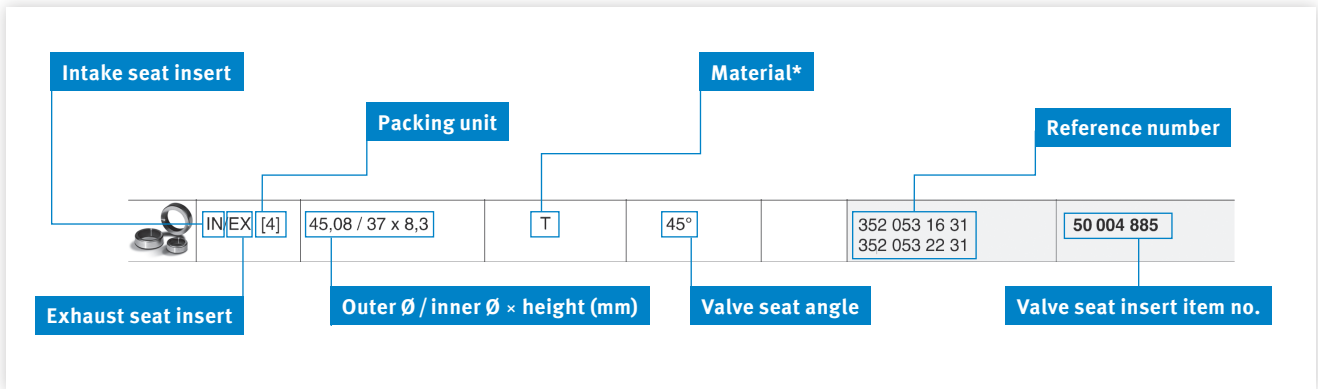 Intake seat insert
Material*
Packing unit
Reference number
IN/EX [4] 45,08 / 37 x 8,3 T 45° 352 053 16 31 50 004 885
352 053 22 31
Exhaust seat insert
Outer Ø / inner Ø × height (mm)
Valve seat angle
Valve seat insert item no.